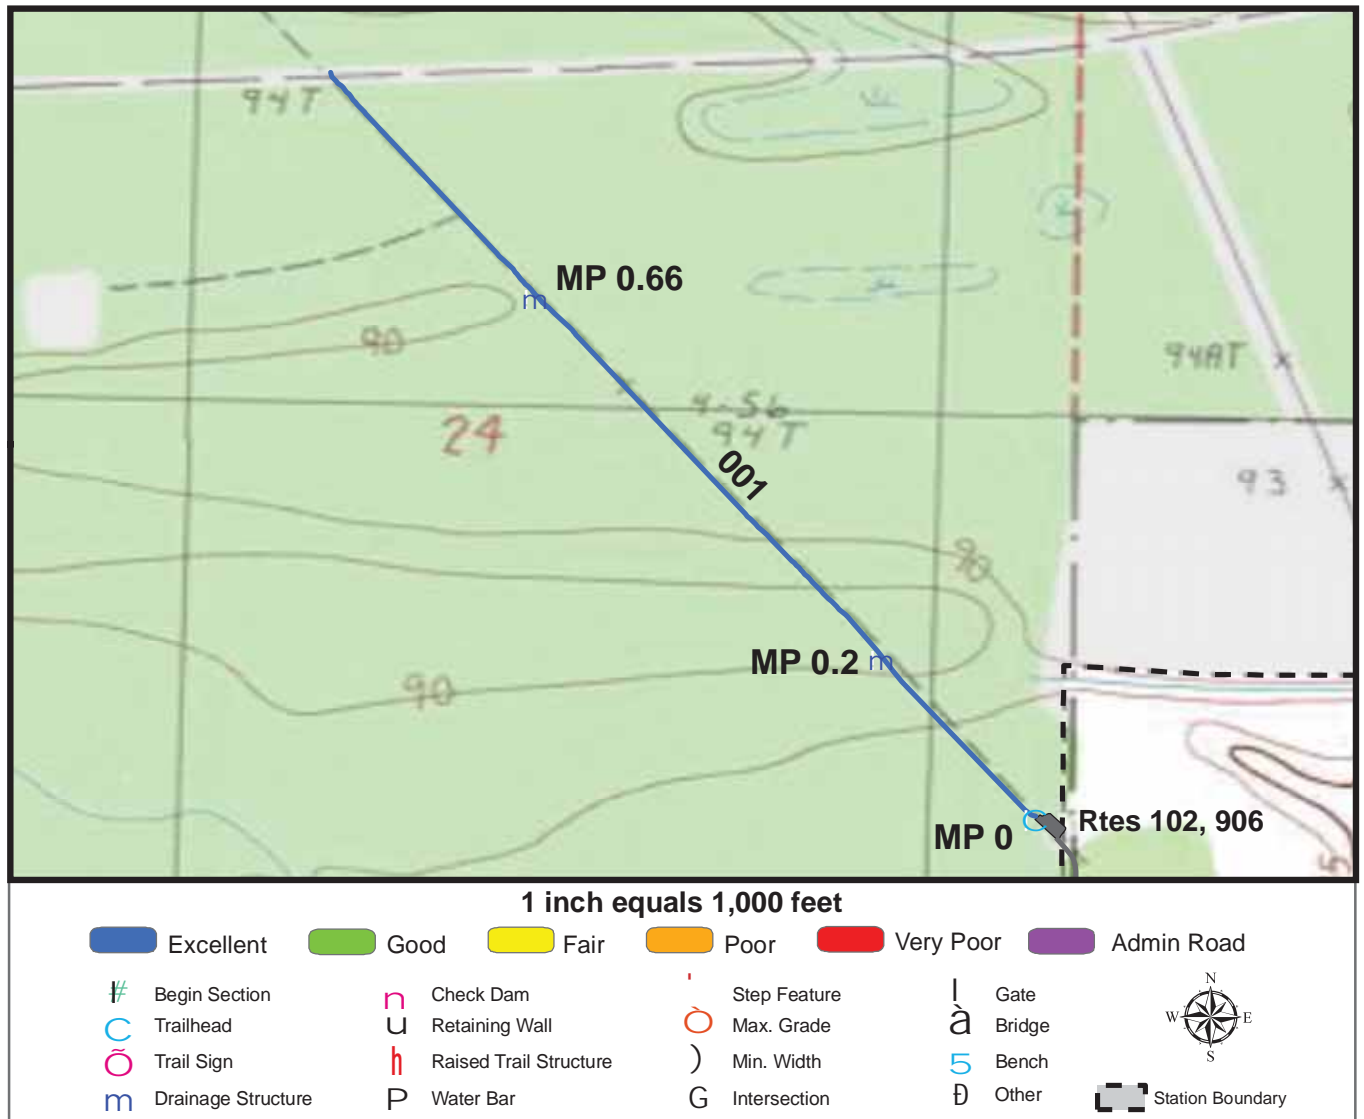 94T
MP 0.66
90
94AT
4-56
24
94T
001
93
90
MP 0.2
90
MP 0
Rtes 102, 906
5
1 inch equals 1,000 feet
Excellent
Good
Fair
Poor
Very Poor
Admin Road
# Begin Section
C Trailhead
Õ Trail Sign
m Drainage Structure
n Check Dam
u Retaining Wall
h Raised Trail Structure
P Water Bar
' Step Feature
Ò Max. Grade
) Min. Width
G Intersection
l Gate
à Bridge
5 Bench
Đ Other
N
W E
S
Station Boundary
m
m
C